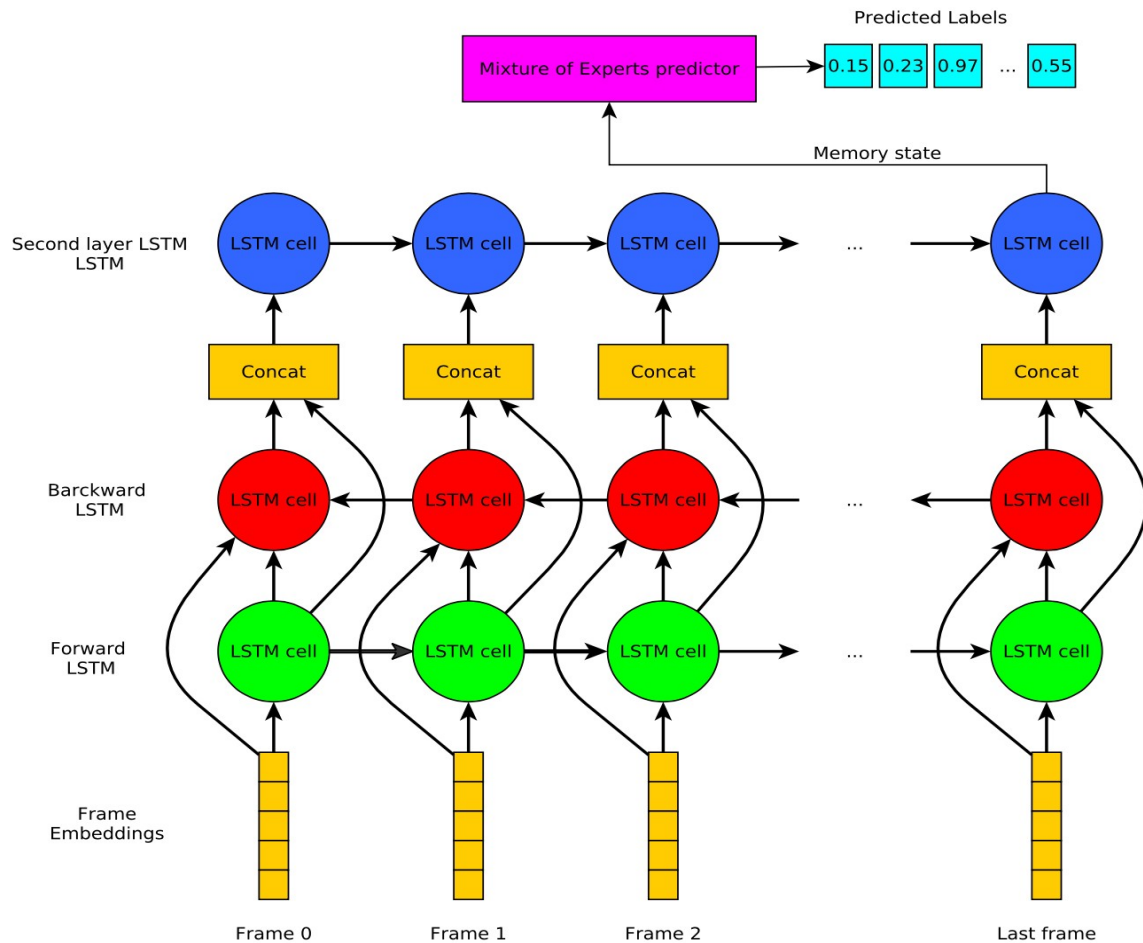 Predicted Labels
Mixture of Experts predictor
0.15 0.23 0.97 ... 0.55
Memory state
Second layer LSTM
LSTM
LSTM cell LSTM cell LSTM cell ... LSTM cell
Concat Concat Concat Concat
Barckward
LSTM
LSTM cell LSTM cell LSTM cell ... LSTM cell
Forward
LSTM
LSTM cell LSTM cell LSTM cell ... LSTM cell
Frame
Embeddings
Frame 0 Frame 1 Frame 2 Last frame